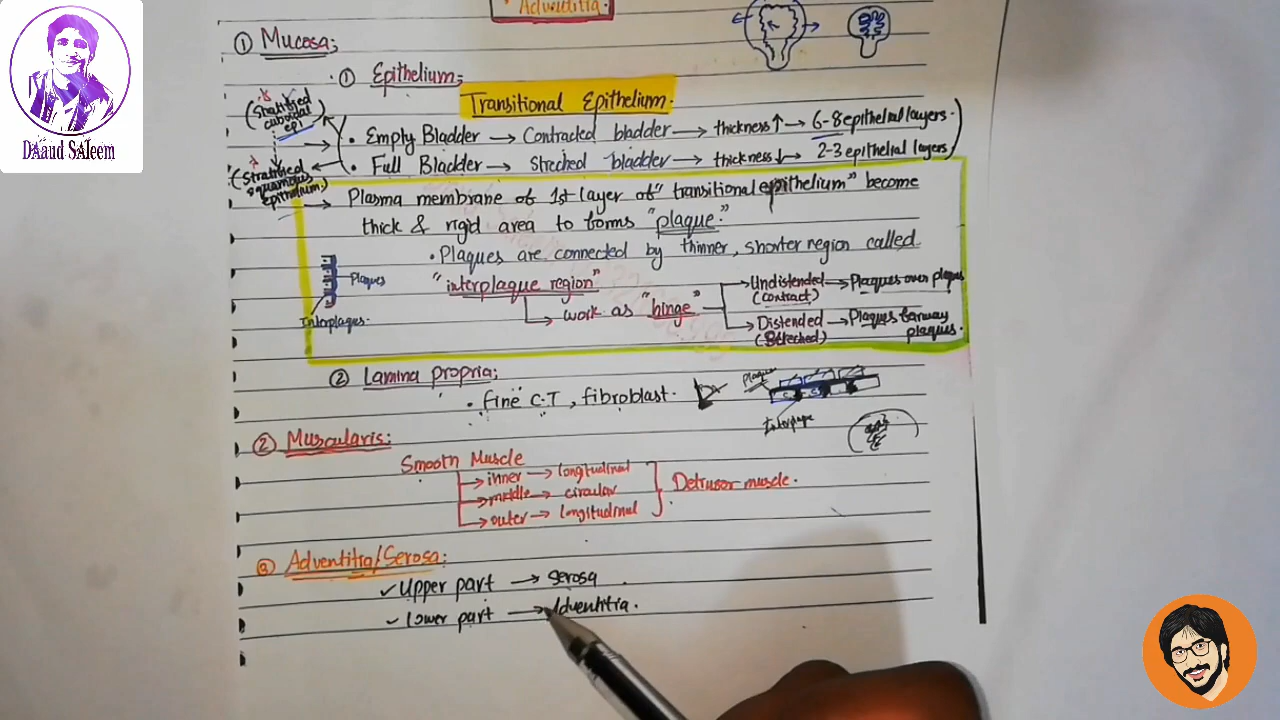 Adventitia
DAaud SAleem
① Mucosa:
① Epithelium:
Transitional Epithelium.
(Stratified cuboidal epi
• Empty Bladder → Contracted bladder → thickness↑ → 6-8 epithelial layers.
• Full Bladder → Streched bladder → thickness↓ → 2-3 epithelial layers
(Stratified squamous epithelium.)
→ Plasma membrane of 1st layer of "transitional epithelium" become
thick & rigid area to forms "plaque."
• Plaques are connected by thinner, shorter region called
"interplaque region"
→ work as "hinge"
→ Undistended → Plaques over plaques
(contract)
→ Distended → Plaques farway plaques.
(Streched)
Plaques
Interplaques.
② Lamina propria:
• fine C.T, fibroblast.
plaque
② Muscularis:
Smooth Muscle
→ inner → longitudinal
→ middle → circular
→ outer → longitudinal
Detrusor muscle.
③ Adventitia/Serosa:
✓ Upper part → Serosa
- Lower part → Adventitia.